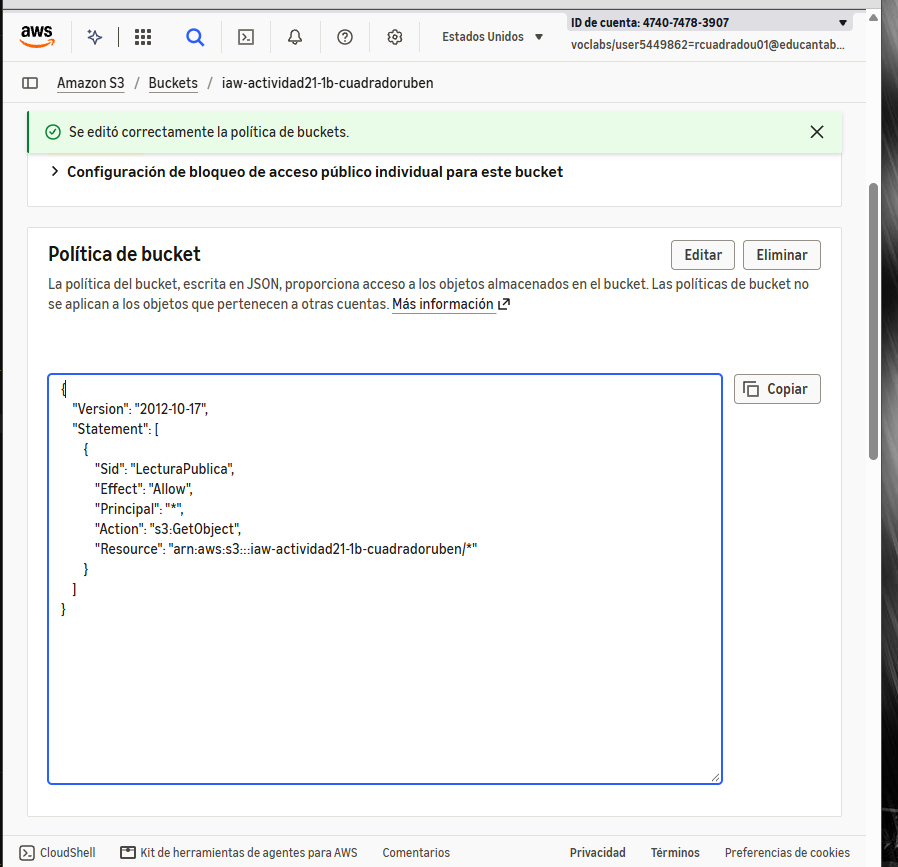 aws
Estados Unidos
ID de cuenta: 4740-7478-3907
voclabs/user5449862=rcuadradou01@educantab...
Amazon S3 / Buckets / iaw-actividad21-1b-cuadradoruben
Se editó correctamente la política de buckets.
Configuración de bloqueo de acceso público individual para este bucket
Política de bucket
Editar
Eliminar
La política del bucket, escrita en JSON, proporciona acceso a los objetos almacenados en el bucket. Las políticas de bucket no
se aplican a los objetos que pertenecen a otras cuentas. Más información
Copiar
{
"Version": "2012-10-17",
"Statement": [
{
"Sid": "LecturaPublica",
"Effect": "Allow",
"Principal": "*",
"Action": "s3:GetObject",
"Resource": "arn:aws:s3:::iaw-actividad21-1b-cuadradoruben/*"
}
]
}
CloudShell
Kit de herramientas de agentes para AWS
Comentarios
Privacidad
Términos
Preferencias de cookies